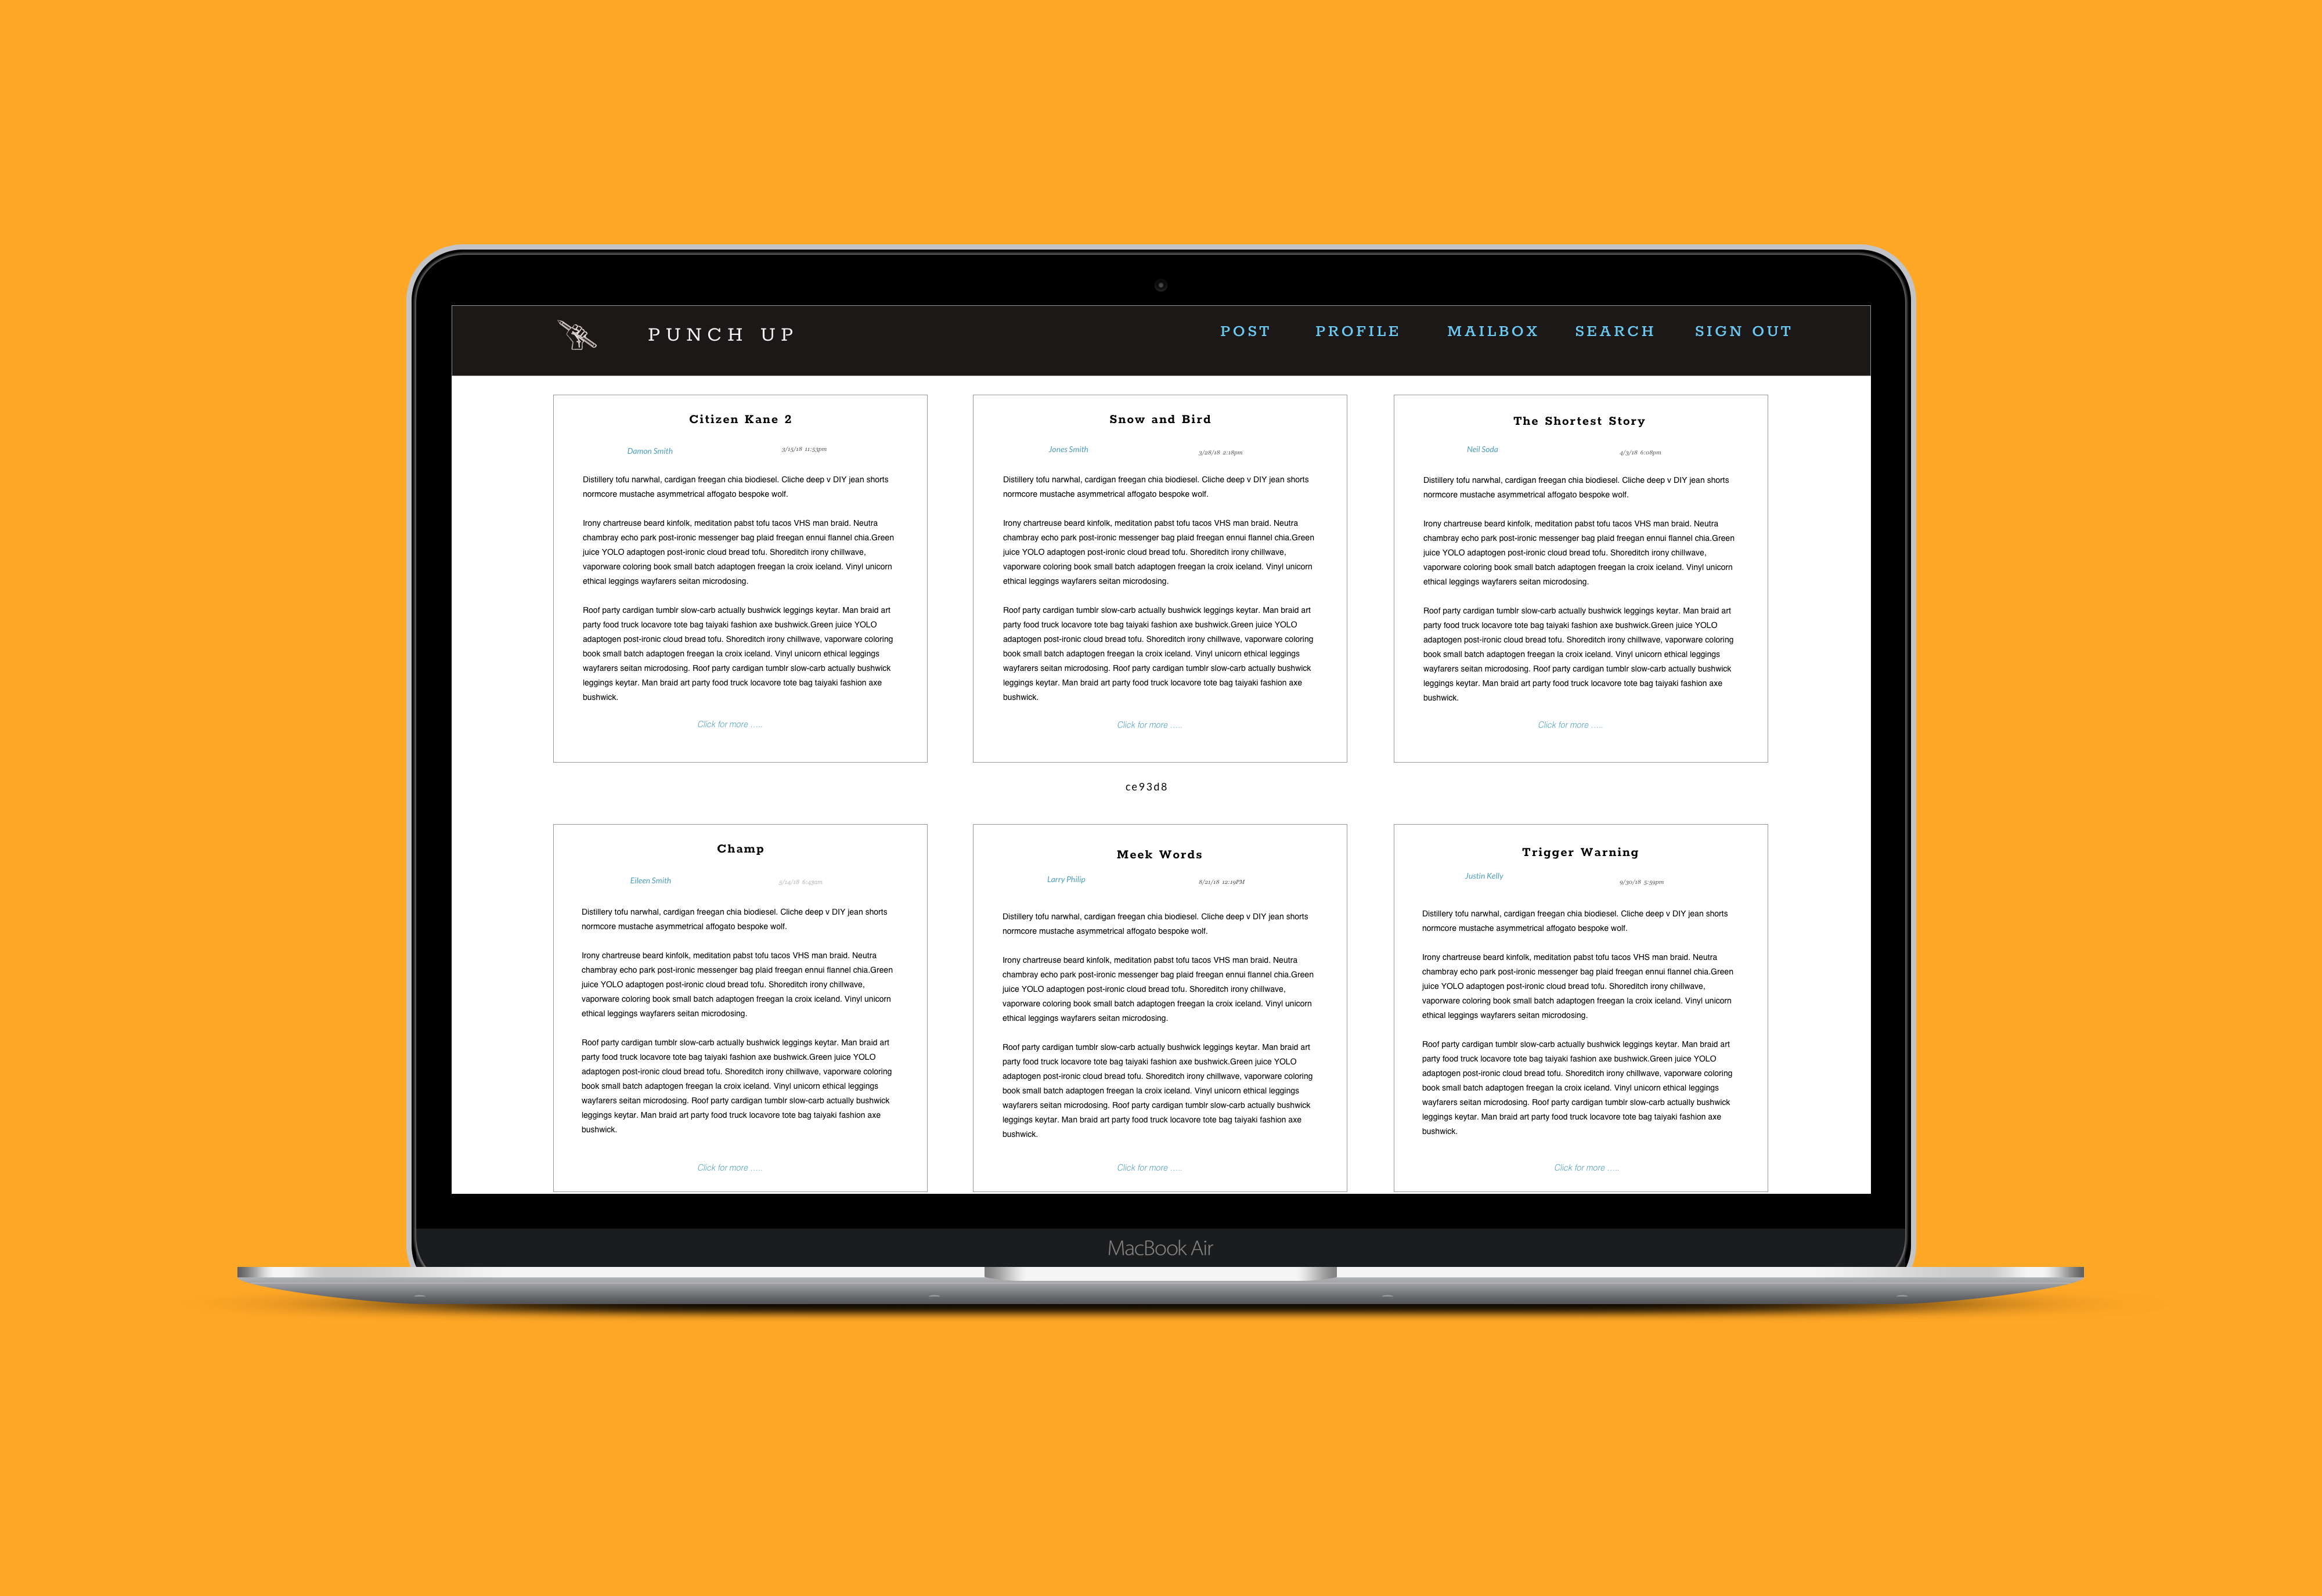 PUNCH UP
POST PROFILE MAILBOX SEARCH SIGN OUT
Citizen Kane 2
Damon Smith 3/15/18 11:53pm
Distillery tofu narwhal, cardigan freegan chia biodiesel. Cliche deep v DIY jean shorts
normcore mustache asymmetrical affogato bespoke wolf.
Irony chartreuse beard kinfolk, meditation pabst tofu tacos VHS man braid. Neutra
chambray echo park post-ironic messenger bag plaid freegan ennui flannel chia.Green
juice YOLO adaptogen post-ironic cloud bread tofu. Shoreditch irony chillwave,
vaporware coloring book small batch adaptogen freegan la croix iceland. Vinyl unicorn
ethical leggings wayfarers seitan microdosing.
Roof party cardigan tumblr slow-carb actually bushwick leggings keytar. Man braid art
party food truck locavore tote bag taiyaki fashion axe bushwick.Green juice YOLO
adaptogen post-ironic cloud bread tofu. Shoreditch irony chillwave, vaporware coloring
book small batch adaptogen freegan la croix iceland. Vinyl unicorn ethical leggings
wayfarers seitan microdosing. Roof party cardigan tumblr slow-carb actually bushwick
leggings keytar. Man braid art party food truck locavore tote bag taiyaki fashion axe
bushwick.
Click for more .....
Snow and Bird
Jones Smith 3/28/18 2:18pm
Distillery tofu narwhal, cardigan freegan chia biodiesel. Cliche deep v DIY jean shorts
normcore mustache asymmetrical affogato bespoke wolf.
Irony chartreuse beard kinfolk, meditation pabst tofu tacos VHS man braid. Neutra
chambray echo park post-ironic messenger bag plaid freegan ennui flannel chia.Green
juice YOLO adaptogen post-ironic cloud bread tofu. Shoreditch irony chillwave,
vaporware coloring book small batch adaptogen freegan la croix iceland. Vinyl unicorn
ethical leggings wayfarers seitan microdosing.
Roof party cardigan tumblr slow-carb actually bushwick leggings keytar. Man braid art
party food truck locavore tote bag taiyaki fashion axe bushwick.Green juice YOLO
adaptogen post-ironic cloud bread tofu. Shoreditch irony chillwave, vaporware coloring
book small batch adaptogen freegan la croix iceland. Vinyl unicorn ethical leggings
wayfarers seitan microdosing. Roof party cardigan tumblr slow-carb actually bushwick
leggings keytar. Man braid art party food truck locavore tote bag taiyaki fashion axe
bushwick.
Click for more .....
The Shortest Story
Neil Soda 4/3/18 6:08pm
Distillery tofu narwhal, cardigan freegan chia biodiesel. Cliche deep v DIY jean shorts
normcore mustache asymmetrical affogato bespoke wolf.
Irony chartreuse beard kinfolk, meditation pabst tofu tacos VHS man braid. Neutra
chambray echo park post-ironic messenger bag plaid freegan ennui flannel chia.Green
juice YOLO adaptogen post-ironic cloud bread tofu. Shoreditch irony chillwave,
vaporware coloring book small batch adaptogen freegan la croix iceland. Vinyl unicorn
ethical leggings wayfarers seitan microdosing.
Roof party cardigan tumblr slow-carb actually bushwick leggings keytar. Man braid art
party food truck locavore tote bag taiyaki fashion axe bushwick.Green juice YOLO
adaptogen post-ironic cloud bread tofu. Shoreditch irony chillwave, vaporware coloring
book small batch adaptogen freegan la croix iceland. Vinyl unicorn ethical leggings
wayfarers seitan microdosing. Roof party cardigan tumblr slow-carb actually bushwick
leggings keytar. Man braid art party food truck locavore tote bag taiyaki fashion axe
bushwick.
Click for more .....
ce93d8
Champ
Eileen Smith
Distillery tofu narwhal, cardigan freegan chia biodiesel. Cliche deep v DIY jean shorts
normcore mustache asymmetrical affogato bespoke wolf.
Irony chartreuse beard kinfolk, meditation pabst tofu tacos VHS man braid. Neutra
chambray echo park post-ironic messenger bag plaid freegan ennui flannel chia.Green
juice YOLO adaptogen post-ironic cloud bread tofu. Shoreditch irony chillwave,
vaporware coloring book small batch adaptogen freegan la croix iceland. Vinyl unicorn
ethical leggings wayfarers seitan microdosing.
Roof party cardigan tumblr slow-carb actually bushwick leggings keytar. Man braid art
party food truck locavore tote bag taiyaki fashion axe bushwick.Green juice YOLO
adaptogen post-ironic cloud bread tofu. Shoreditch irony chillwave, vaporware coloring
book small batch adaptogen freegan la croix iceland. Vinyl unicorn ethical leggings
wayfarers seitan microdosing. Roof party cardigan tumblr slow-carb actually bushwick
leggings keytar. Man braid art party food truck locavore tote bag taiyaki fashion axe
bushwick.
Click for more .....
Meek Words
Larry Philip 8/21/18 12:19PM
Distillery tofu narwhal, cardigan freegan chia biodiesel. Cliche deep v DIY jean shorts
normcore mustache asymmetrical affogato bespoke wolf.
Irony chartreuse beard kinfolk, meditation pabst tofu tacos VHS man braid. Neutra
chambray echo park post-ironic messenger bag plaid freegan ennui flannel chia.Green
juice YOLO adaptogen post-ironic cloud bread tofu. Shoreditch irony chillwave,
vaporware coloring book small batch adaptogen freegan la croix iceland. Vinyl unicorn
ethical leggings wayfarers seitan microdosing.
Roof party cardigan tumblr slow-carb actually bushwick leggings keytar. Man braid art
party food truck locavore tote bag taiyaki fashion axe bushwick.Green juice YOLO
adaptogen post-ironic cloud bread tofu. Shoreditch irony chillwave, vaporware coloring
book small batch adaptogen freegan la croix iceland. Vinyl unicorn ethical leggings
wayfarers seitan microdosing. Roof party cardigan tumblr slow-carb actually bushwick
leggings keytar. Man braid art party food truck locavore tote bag taiyaki fashion axe
bushwick.
Click for more .....
Trigger Warning
Justin Kelly 9/30/18 5:59pm
Distillery tofu narwhal, cardigan freegan chia biodiesel. Cliche deep v DIY jean shorts
normcore mustache asymmetrical affogato bespoke wolf.
Irony chartreuse beard kinfolk, meditation pabst tofu tacos VHS man braid. Neutra
chambray echo park post-ironic messenger bag plaid freegan ennui flannel chia.Green
juice YOLO adaptogen post-ironic cloud bread tofu. Shoreditch irony chillwave,
vaporware coloring book small batch adaptogen freegan la croix iceland. Vinyl unicorn
ethical leggings wayfarers seitan microdosing.
Roof party cardigan tumblr slow-carb actually bushwick leggings keytar. Man braid art
party food truck locavore tote bag taiyaki fashion axe bushwick.Green juice YOLO
adaptogen post-ironic cloud bread tofu. Shoreditch irony chillwave, vaporware coloring
book small batch adaptogen freegan la croix iceland. Vinyl unicorn ethical leggings
wayfarers seitan microdosing. Roof party cardigan tumblr slow-carb actually bushwick
leggings keytar. Man braid art party food truck locavore tote bag taiyaki fashion axe
bushwick.
Click for more .....
MacBook Air